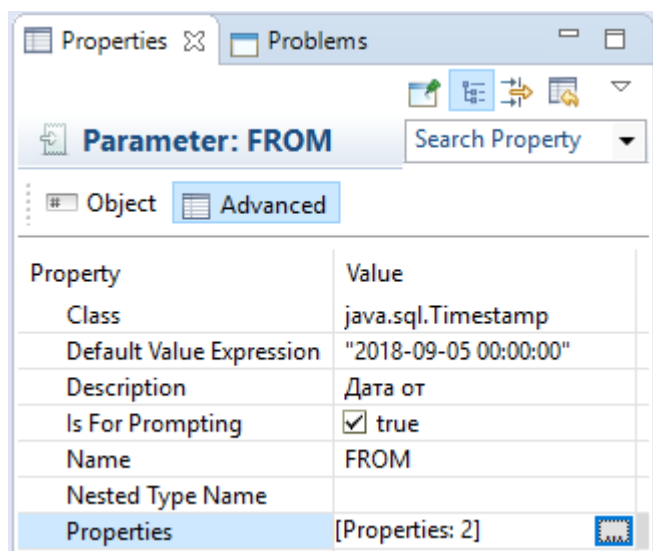 Properties Problems
Parameter: FROM Search Property
Object Advanced
Property Value
Class java.sql.Timestamp
Default Value Expression "2018-09-05 00:00:00"
Description Дата от
Is For Prompting true
Name FROM
Nested Type Name
Properties [Properties: 2] ...